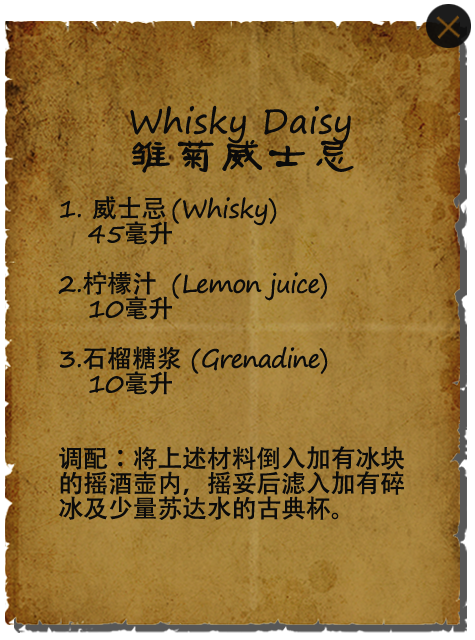 Whisky Daisy
雏菊威士忌
1. 威士忌(Whisky)
45毫升
2.柠檬汁 (Lemon juice)
10毫升
3.石榴糖浆 (Grenadine)
10毫升
调配：将上述材料倒入加有冰块
的摇酒壶内，摇妥后滤入加有碎
冰及少量苏达水的古典杯。